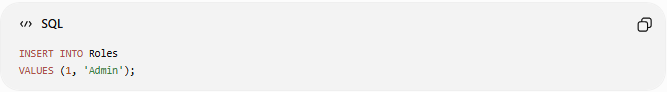 SQL
INSERT INTO Roles
VALUES (1, 'Admin');